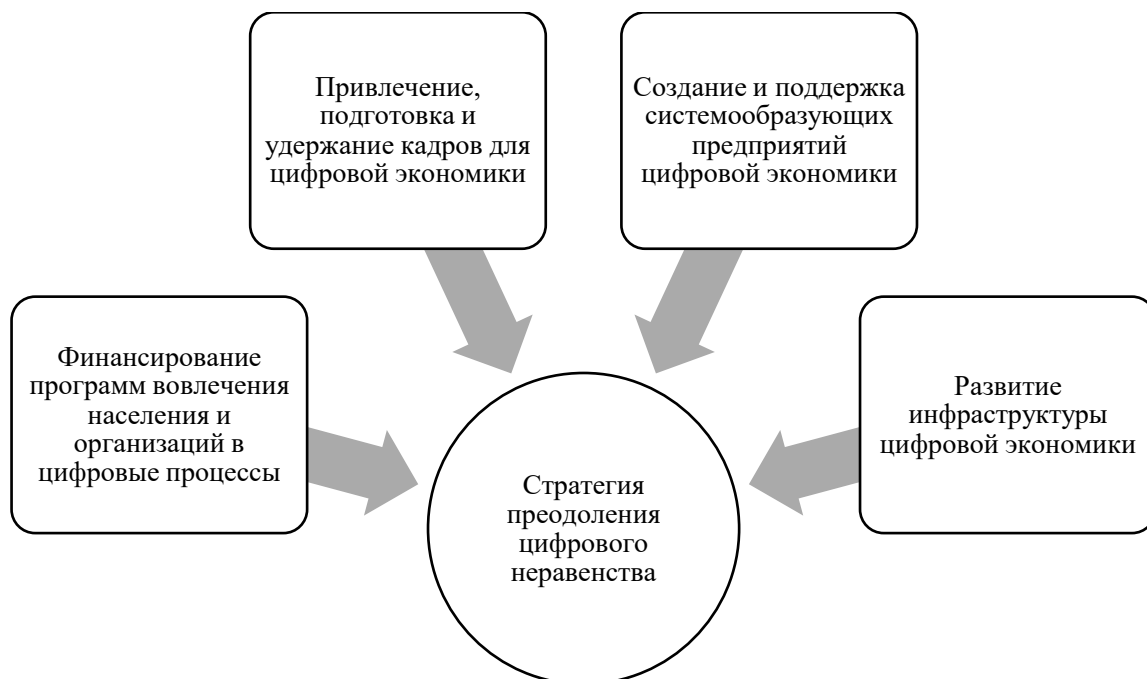 Привлечение,
подготовка и
удержание кадров для
цифровой экономики
Создание и поддержка
системообразующих
предприятий
цифровой экономики
Финансирование
программ вовлечения
населения и
организаций в
цифровые процессы
Развитие
инфраструктуры
цифровой экономики
Стратегия
преодоления
цифрового
неравенства